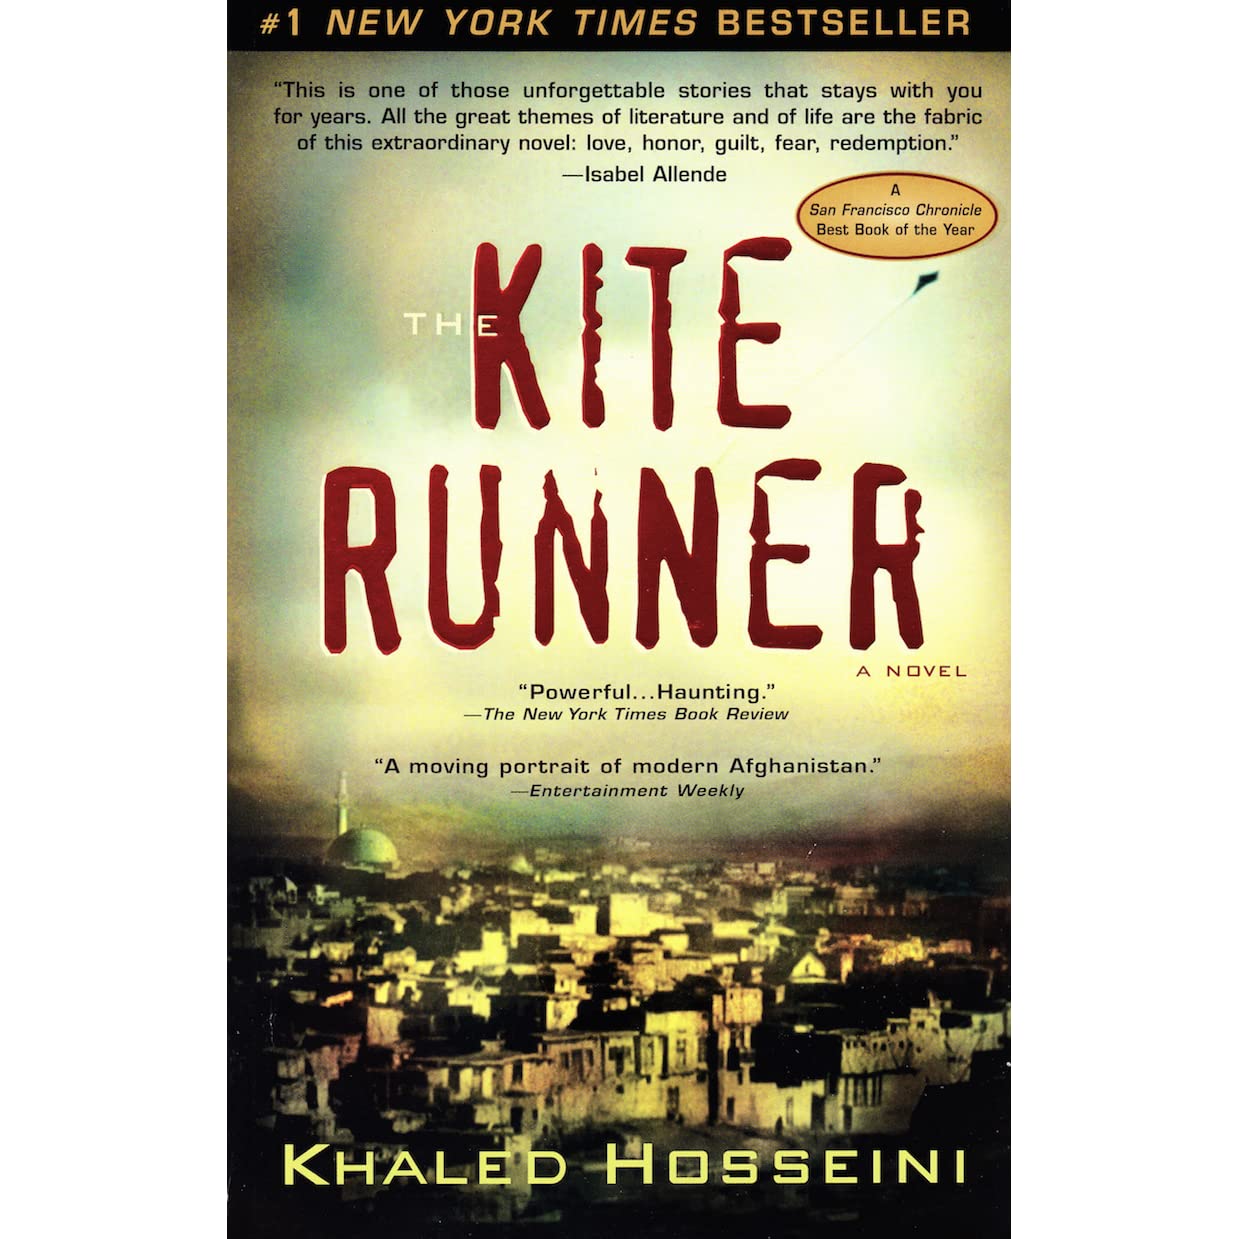 #1 NEW YORK TIMES BESTSELLER
“This is one of those unforgettable stories that stays with you
for years. All the great themes of literature and of life are the fabric
of this extraordinary novel: love, honor, guilt, fear, redemption.”
—Isabel Allende
A
San Francisco Chronicle
Best Book of the Year
THE KITE
RUNNER
A NOVEL
“Powerful...Haunting.”
—The New York Times Book Review
“A moving portrait of modern Afghanistan.”
—Entertainment Weekly
KHALED HOSSEINI